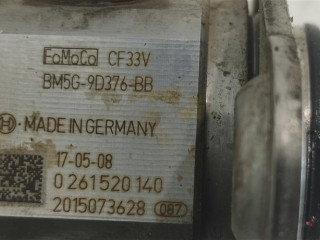 FoMoCo CF33V
BM5G-9D376-BB
MADE IN GERMANY
17-05-08
0 261 520 140
2015073628 087